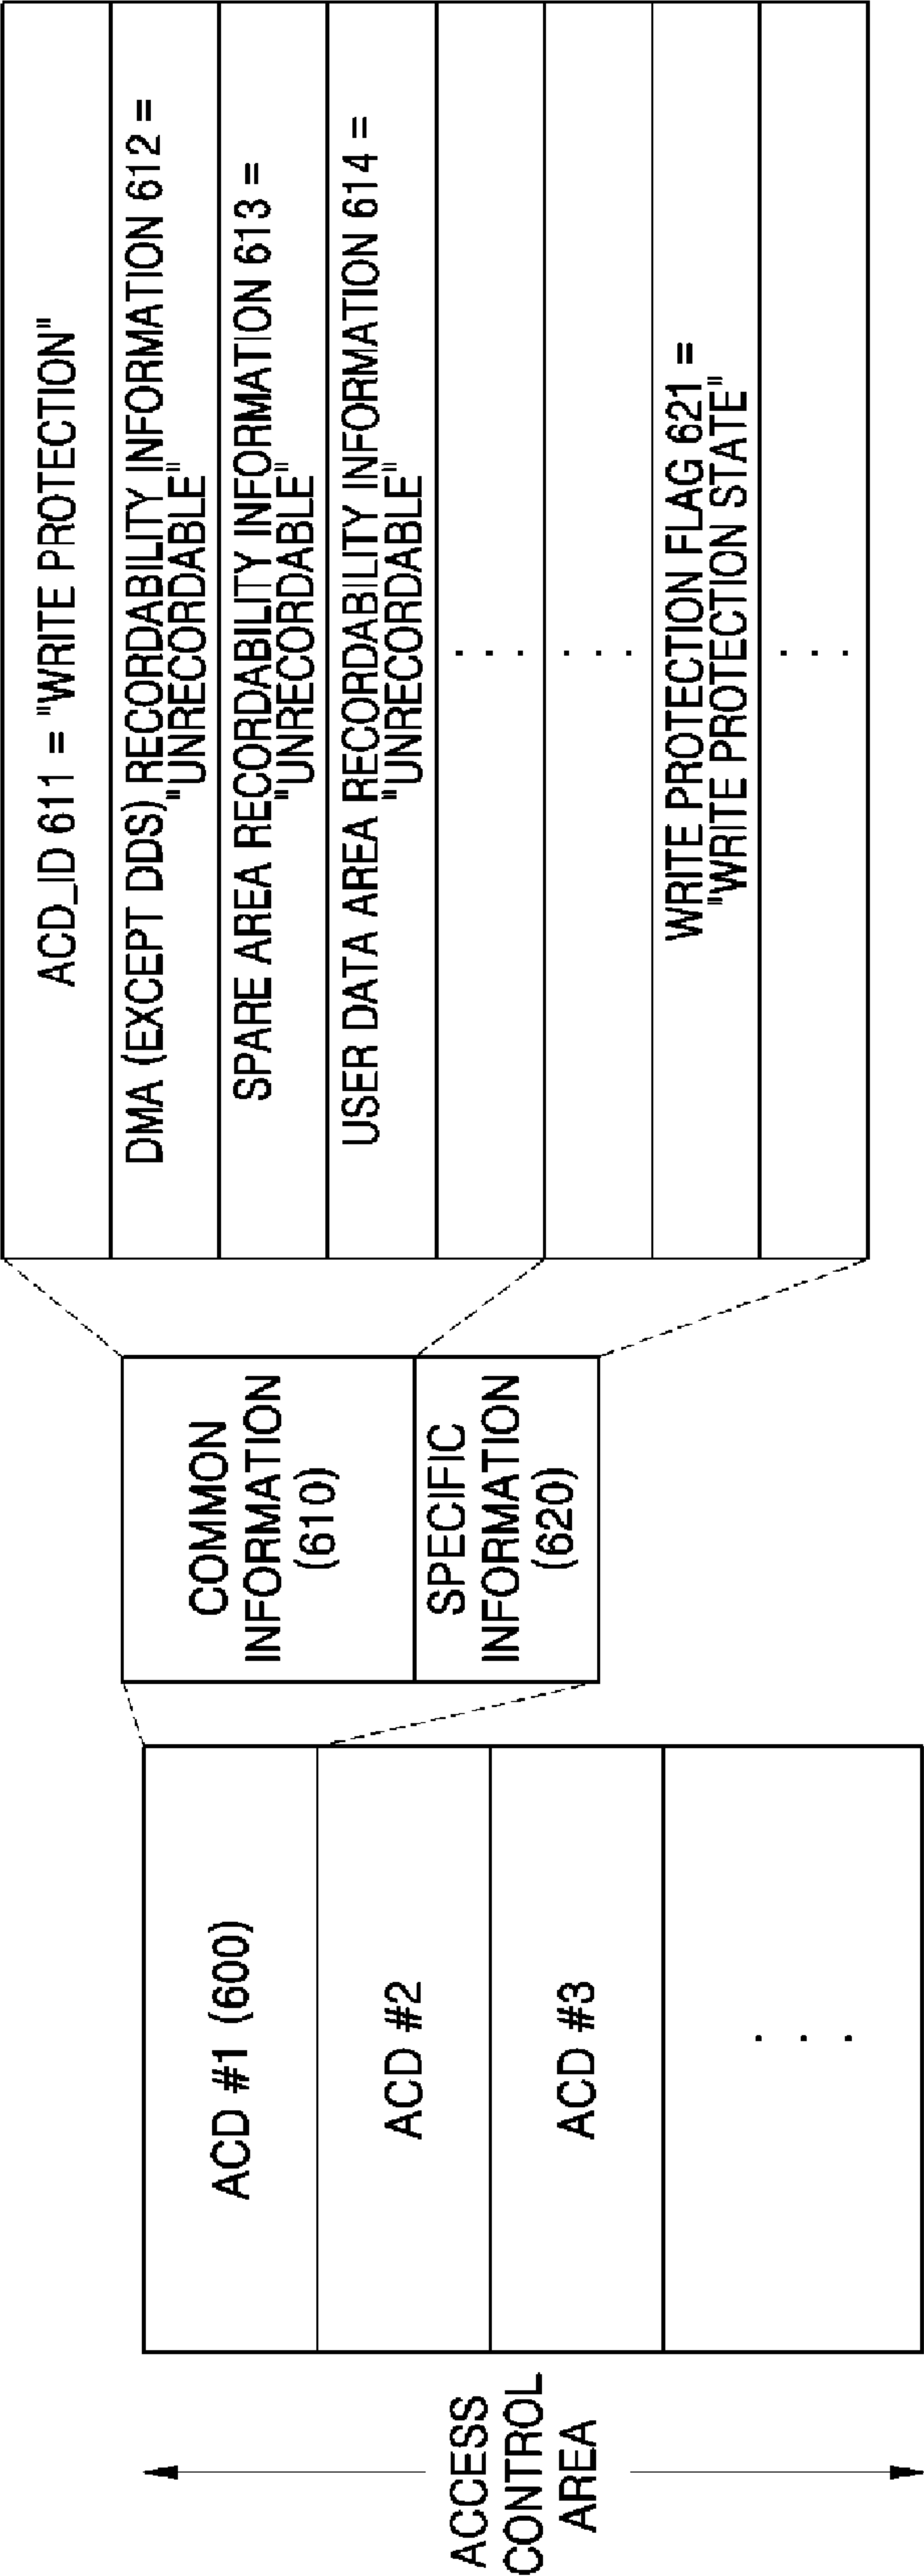 ACCESS
CONTROL
AREA
ACD #1 (600)
ACD #2
ACD #3
. . .
COMMON
INFORMATION
(610)
SPECIFIC
INFORMATION
(620)
ACD_ID 611 = "WRITE PROTECTION"
DMA (EXCEPT DDS) RECORDABILITY INFORMATION 612 =
"UNRECORDABLE"
SPARE AREA RECORDABILITY INFORMATION 613 =
"UNRECORDABLE"
USER DATA AREA RECORDABILITY INFORMATION 614 =
"UNRECORDABLE"
. . .
. . .
WRITE PROTECTION FLAG 621 =
"WRITE PROTECTION STATE"
. . .